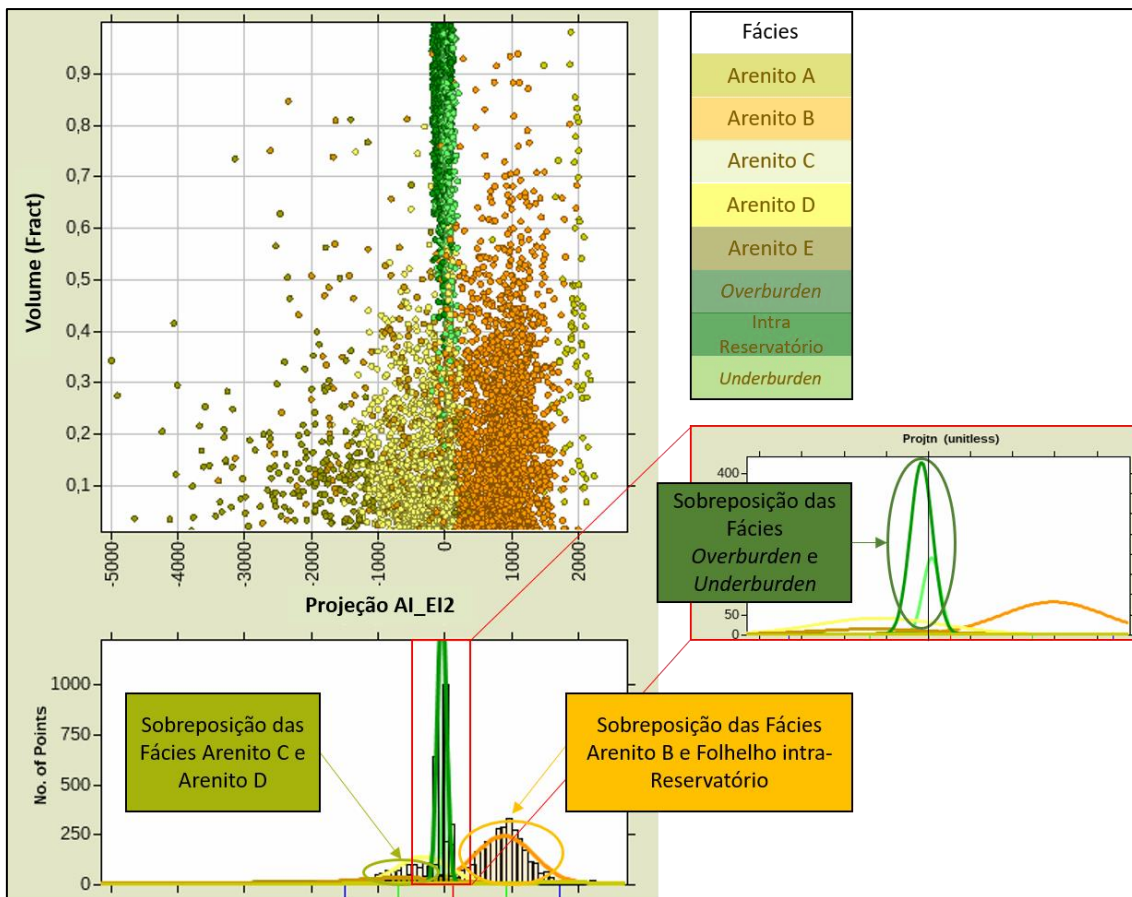 0,9
0,8
0,7
0,6
0,5
0,4
0,3
0,2
0,1
Volume (Fract)
-5000
-4000
-3000
-2000
-1000
0
1000
2000
Projeção AI_EI2
Fácies
Arenito A
Arenito B
Arenito C
Arenito D
Arenito E
Overburden
Intra
Reservatório
Underburden
Projtn (unitless)
400
50
0
Sobreposição das
Fácies
Overburden e
Underburden
1000
750
500
250
0
No. of Points
Sobreposição das
Fácies Arenito C e
Arenito D
Sobreposição das Fácies
Arenito B e Folhelho intra-
Reservatório